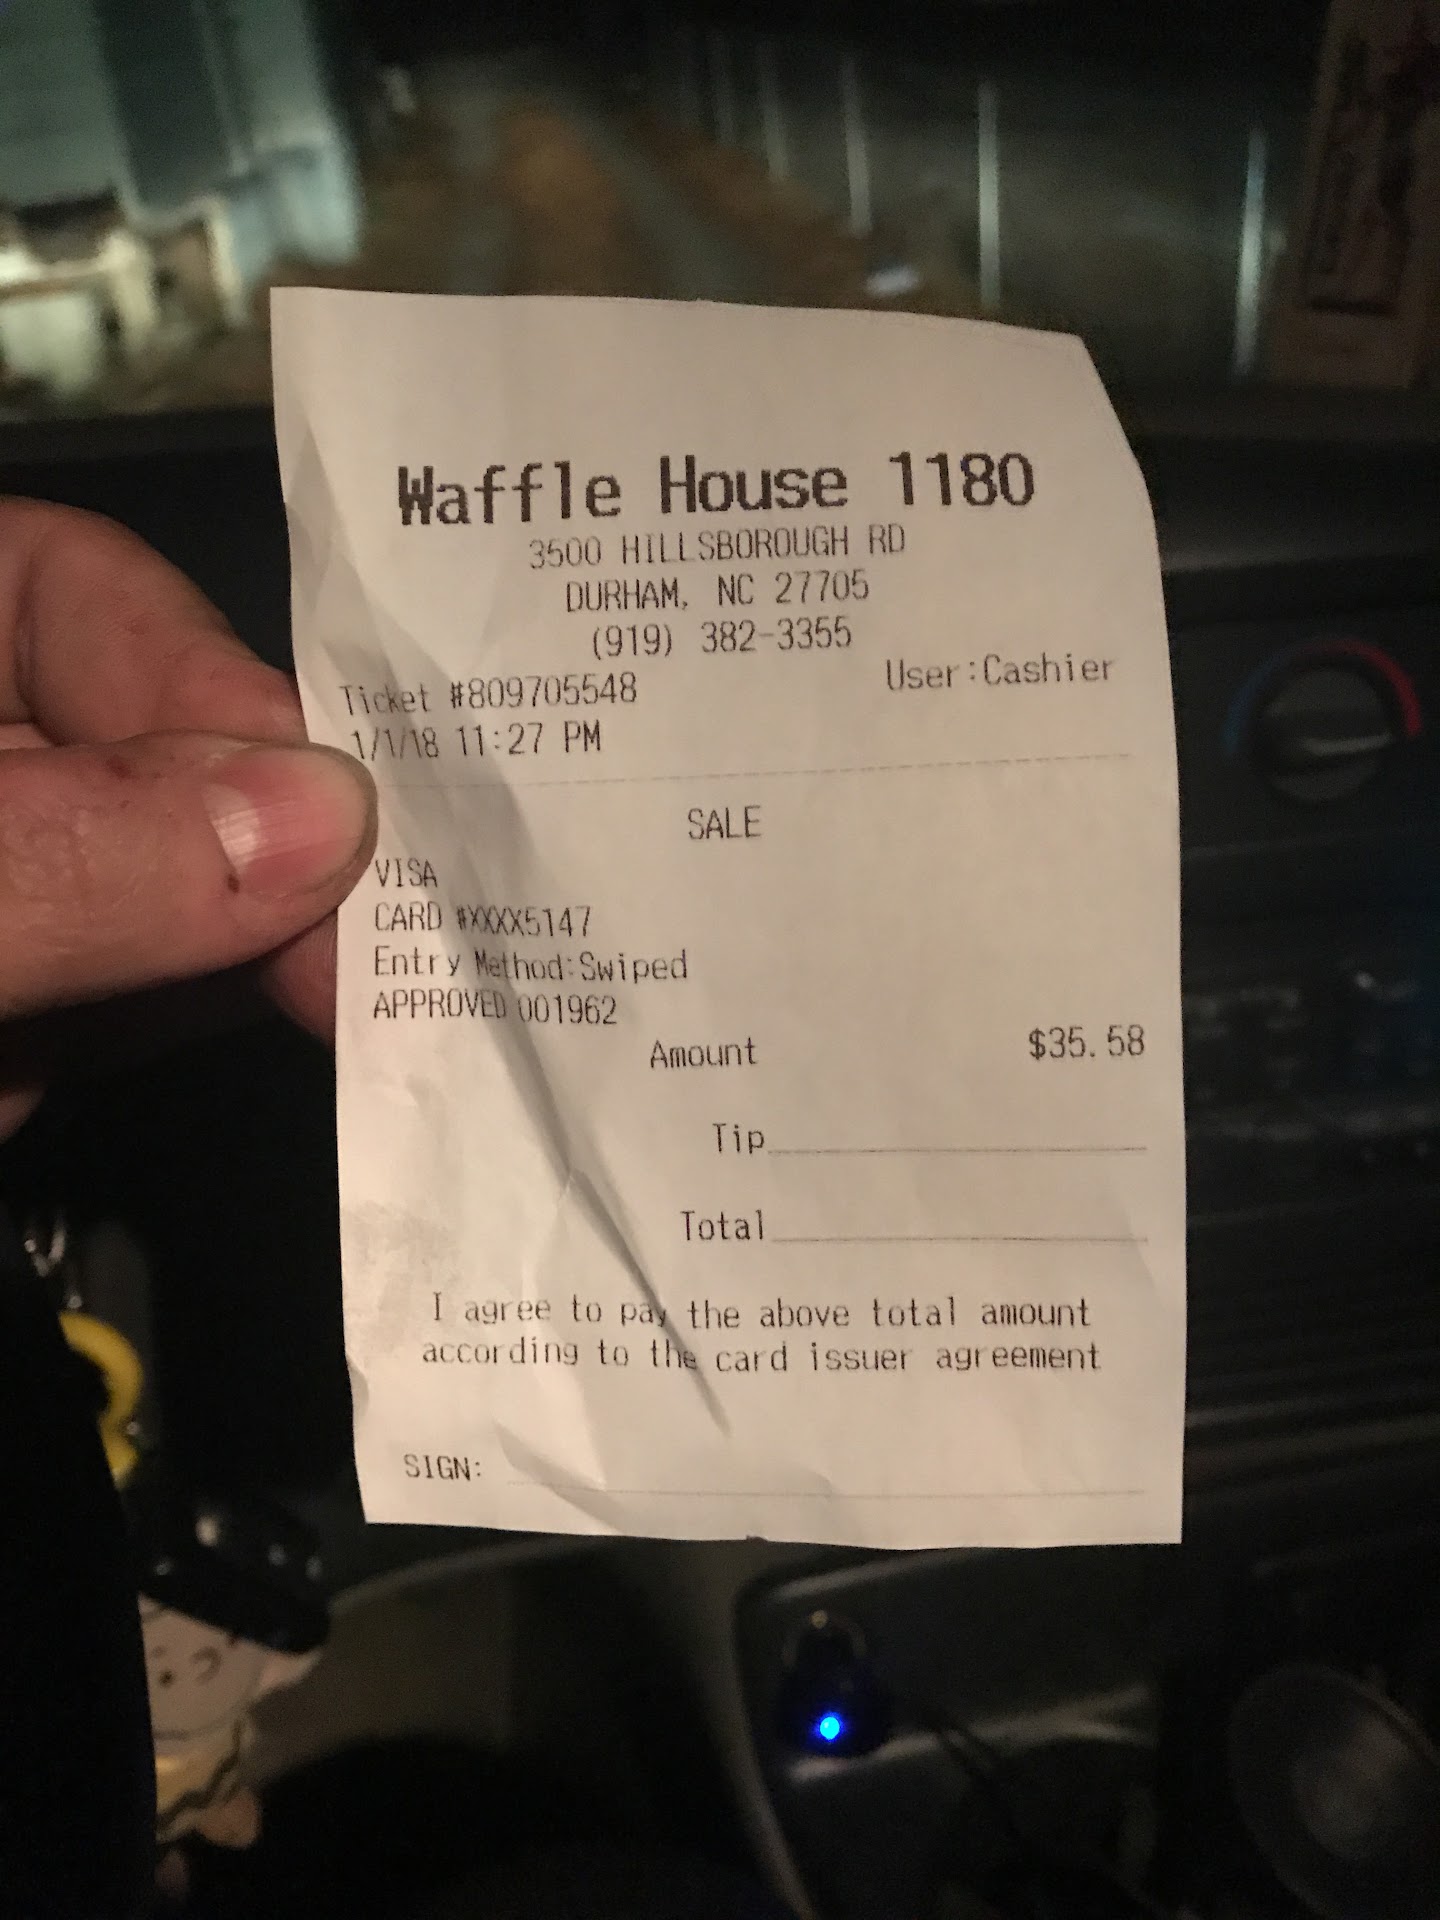 Waffle House 1180
3500 HILLSBOROUGH RD
DURHAM, NC 27705
(919) 382-3355
User:Cashier
Ticket #809705548
1/1/18 11:27 PM
SALE
VISA
CARD #XXXX5147
Entry Method:Swiped
APPROVED 001962
Amount $35.58
Tip
Total
I agree to pay the above total amount
according to the card issuer agreement
SIGN: